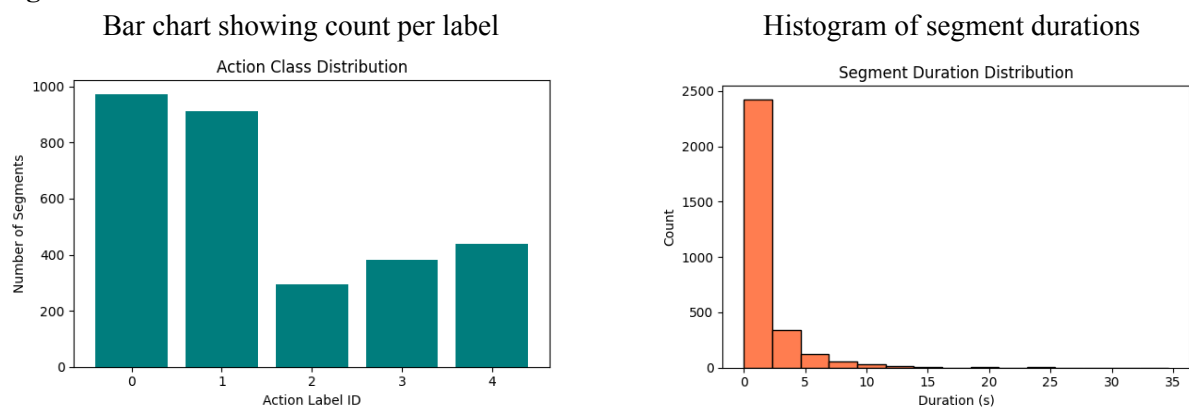 Bar chart showing count per label
Action Class Distribution
Number of Segments
1000
800
600
400
200
0
0 1 2 3 4
Action Label ID
Histogram of segment durations
Segment Duration Distribution
Count
2500
2000
1500
1000
500
0
0 5 10 15 20 25 30 35
Duration (s)